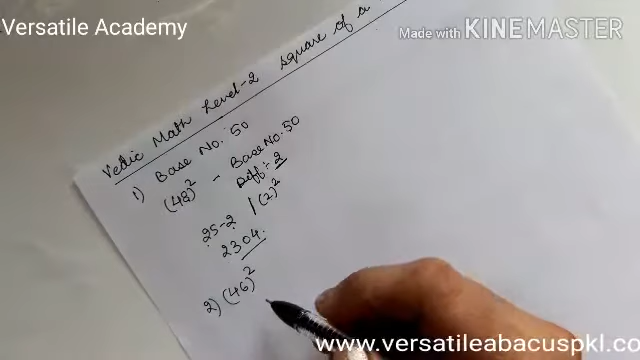 Versatile Academy
Made with KINEMASTER
Vedic Math Level-2 square of a
1) Base No. 50
(48)² - Base No. 50
Diff:- 2
25-2 / (2)²
2304.
2) (46)²
www.versatileabacuspkl.co